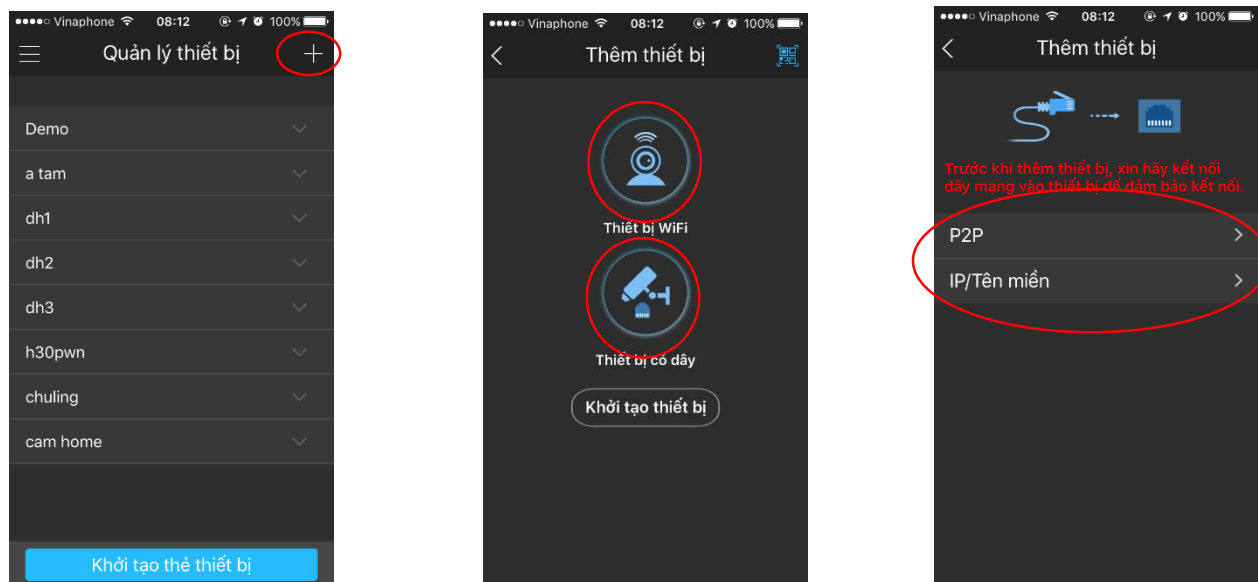 Vinaphone 08:12 100%
Quản lý thiết bị
Demo
a tam
dh1
dh2
dh3
h30pwn
chuling
cam home
Khởi tạo thẻ thiết bị
Vinaphone 08:12 100%
Thêm thiết bị
Thiết bị WiFi
Thiết bị có dây
Khởi tạo thiết bị
Vinaphone 08:12 100%
Thêm thiết bị
Trước khi thêm thiết bị, xin hãy kết nối
dây mạng vào thiết bị để đảm bảo kết nối.
P2P
IP/Tên miền